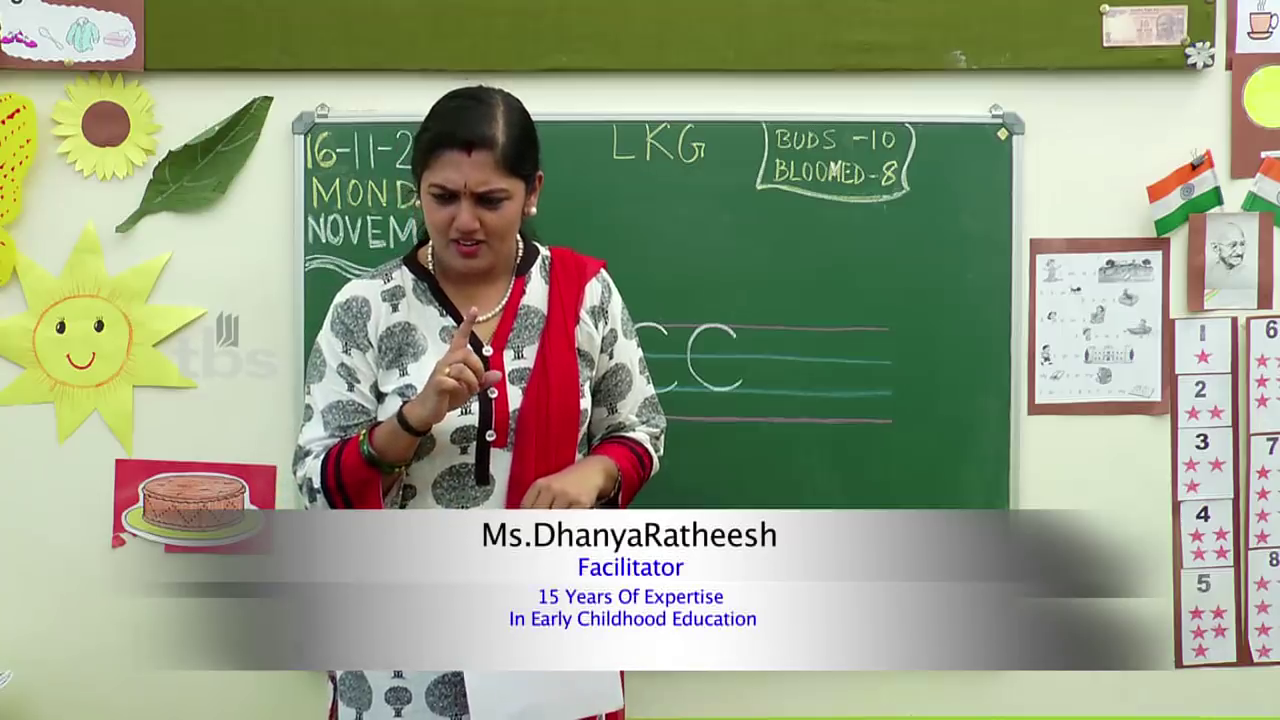 16-11-2
MOND
NOVEM
LKG
BUDS -10
BLOOMED-8
CC
tbs
1
2
3
4
5
6
7
8
Ms.DhanyaRatheesh
Facilitator
15 Years Of Expertise
In Early Childhood Education